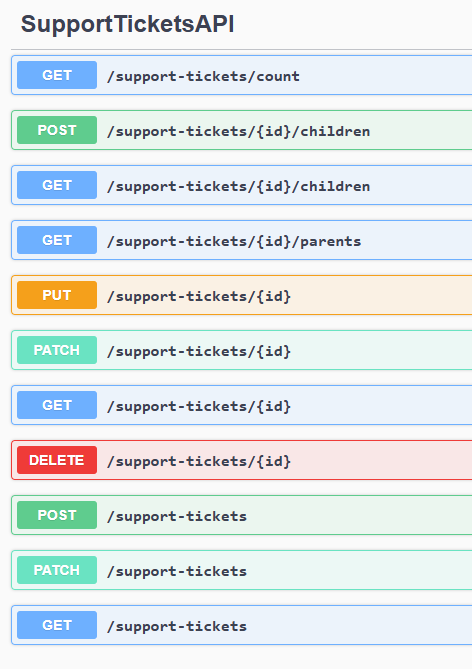 SupportTicketsAPI
GET /support-tickets/count
POST /support-tickets/{id}/children
GET /support-tickets/{id}/children
GET /support-tickets/{id}/parents
PUT /support-tickets/{id}
PATCH /support-tickets/{id}
GET /support-tickets/{id}
DELETE /support-tickets/{id}
POST /support-tickets
PATCH /support-tickets
GET /support-tickets